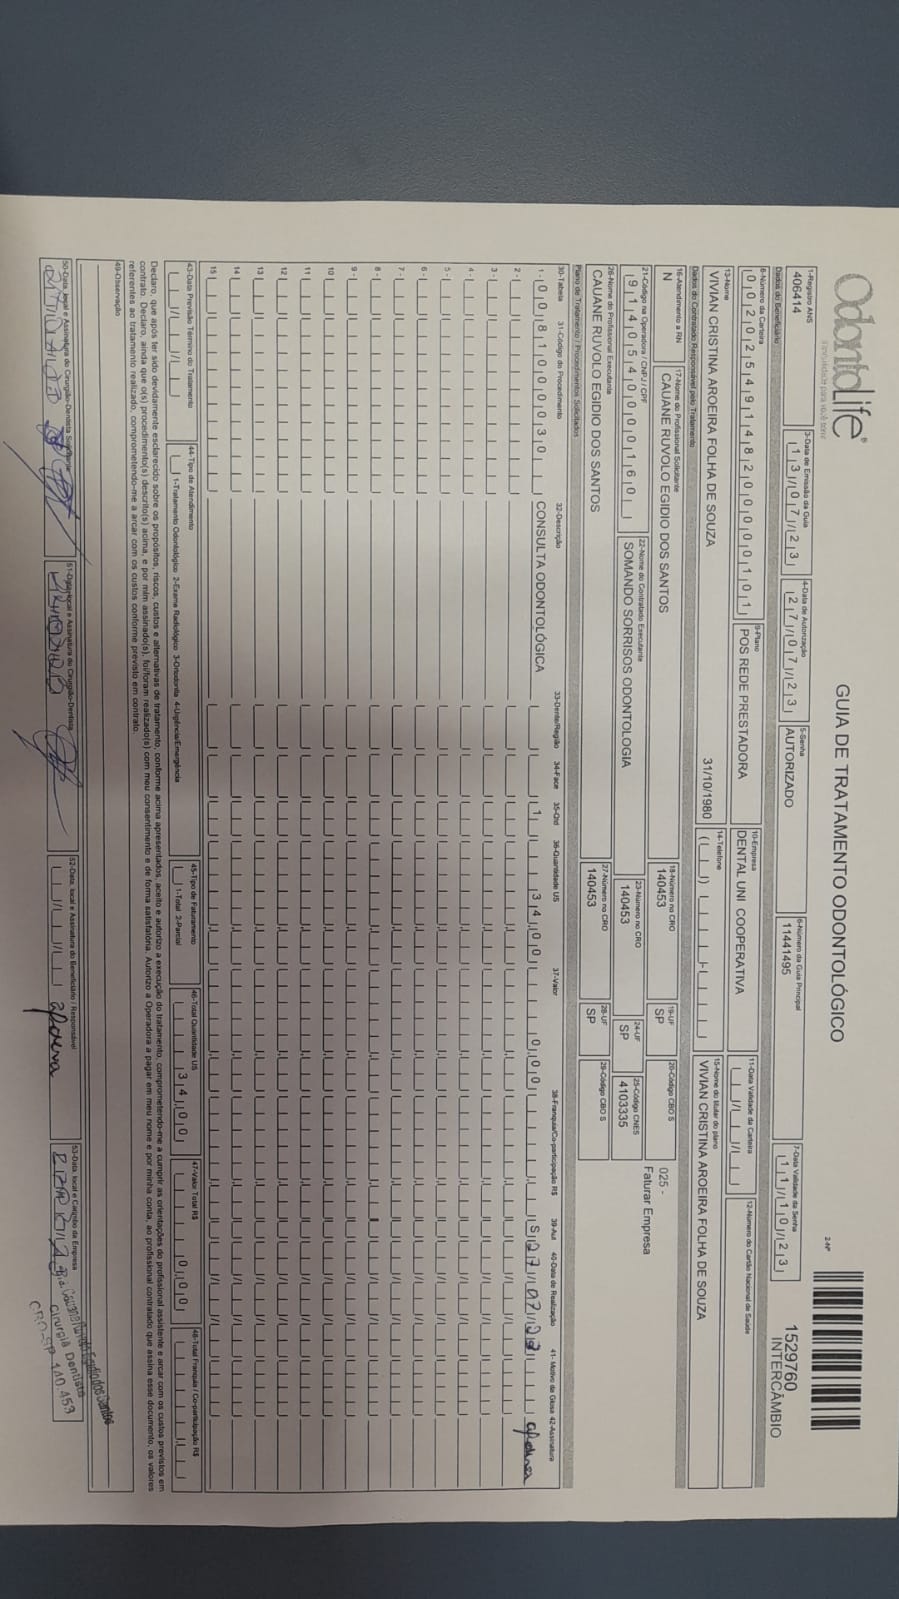 OdontoLife®
GUIA DE TRATAMENTO ODONTOLÓGICO
2-Nº
1529760
INTERCÂMBIO
1-Registro ANS
406414
3-Data de Emissão da Guia
13/07/23
4-Data de Autorização
27/07/23
5-Senha
AUTORIZADO
6-Número da Guia Principal
11441495
7-Data Validade da Senha
11/10/23
Dados do Beneficiário
8-Número da Carteira
00202549148200000101
9-Plano
POS REDE PRESTADORA
10-Empresa
DENTAL UNI COOPERATIVA
11-Data Validade da Carteira
12-Número do Cartão Nacional de Saúde
13-Nome
VIVIAN CRISTINA AROEIRA FOLHA DE SOUZA
31/10/1980
14-Telefone
15-Nome do titular do plano
VIVIAN CRISTINA AROEIRA FOLHA DE SOUZA
Dados do Contratado Responsável pelo Tratamento
16-Atendimento a RN
N
17-Nome do Profissional Solicitante
CAUANE RUVOLO EGIDIO DOS SANTOS
18-Número no CRO
140453
19-UF
SP
20-Código CBO S
025 -
Faturar Empresa
21-Código na Operadora / CNPJ / CPF
91405400000160
22-Nome do Contratado Executante
SOMANDO SORRISOS ODONTOLOGIA
23-Número no CRO
140453
24-UF
SP
25-Código CNES
4103335
26-Nome do Profissional Executante
CAUANE RUVOLO EGIDIO DOS SANTOS
27-Número no CRO
140453
28-UF
SP
29-Código CBO S
Plano de Tratamento / Procedimentos Solicitados
30-Tabela 31-Código do Procedimento 32-Descrição 33-Dente/Região 34-Face 35-Qtd 36-Quantidade US 37-Valor 38-Franquia/Co-participação R$ 39-Aut 40-Data de Realização 41- Motivo da Glosa 42-Assinatura
1- 00 81000030 CONSULTA ODONTOLÓGICA 1 34,00 0,00 S 27/07/23
2-
3-
4-
5-
6-
7-
8-
9-
10
11
12
13
14
15
43-Data Previsão Término do Tratamento
44-Tipo de Atendimento
1-Tratamento Odontológico 2-Exame Radiológico 3-Ortodontia 4-Urgência/Emergência
45-Tipo de Faturamento
1-Total 2-Parcial
46-Total Quantidade US
34,00
47-Valor Total R$
0,00
48-Total Franquia / Co-participação R$
Declaro, que após ter sido devidamente esclarecido sobre os propósitos, riscos, custos e alternativas de tratamento, conforme acima apresentados, aceito e autorizo a execução do tratamento, comprometendo-me a cumprir as orientações do profissional assistente e arcar com os custos previstos em
contrato. Declaro, ainda que o(s) procedimento(s) descrito(s) acima, e por mim assinado(s), foi/foram realizado(s) com meu consentimento e de forma satisfatória. Autorizo a Operadora a pagar em meu nome e por minha conta, ao profissional contratado que assina esse documento, os valores
referentes ao tratamento realizado, comprometendo-me a arcar com os custos conforme previsto em contrato.
49-Observação
50-Data, local e Assinatura do Cirurgião-Dentista Solicitante
51-Data, local e Assinatura do Cirurgião-Dentista
52-Data, local e Assinatura do Beneficiário / Responsável
53-Data, local e Carimbo da Empresa
Cirurgiã Dentista
CRO-SP 140.453